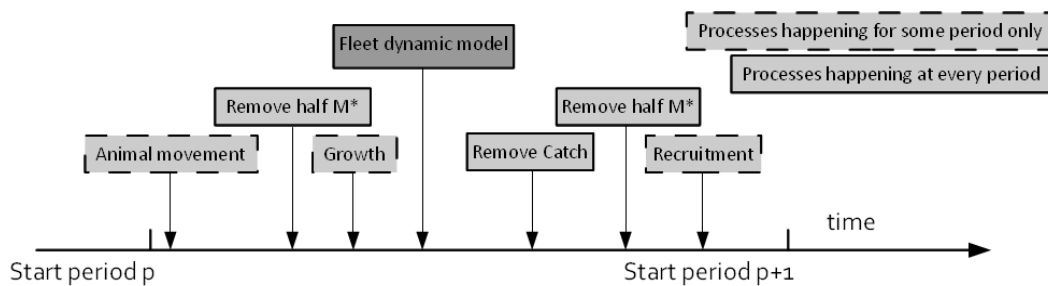 Processes happening for some period only
Fleet dynamic model
Processes happening at every period
Remove half M*
Remove half M*
Animal movement
Growth
Remove Catch
Recruitment
time
Start period p
Start period p+1